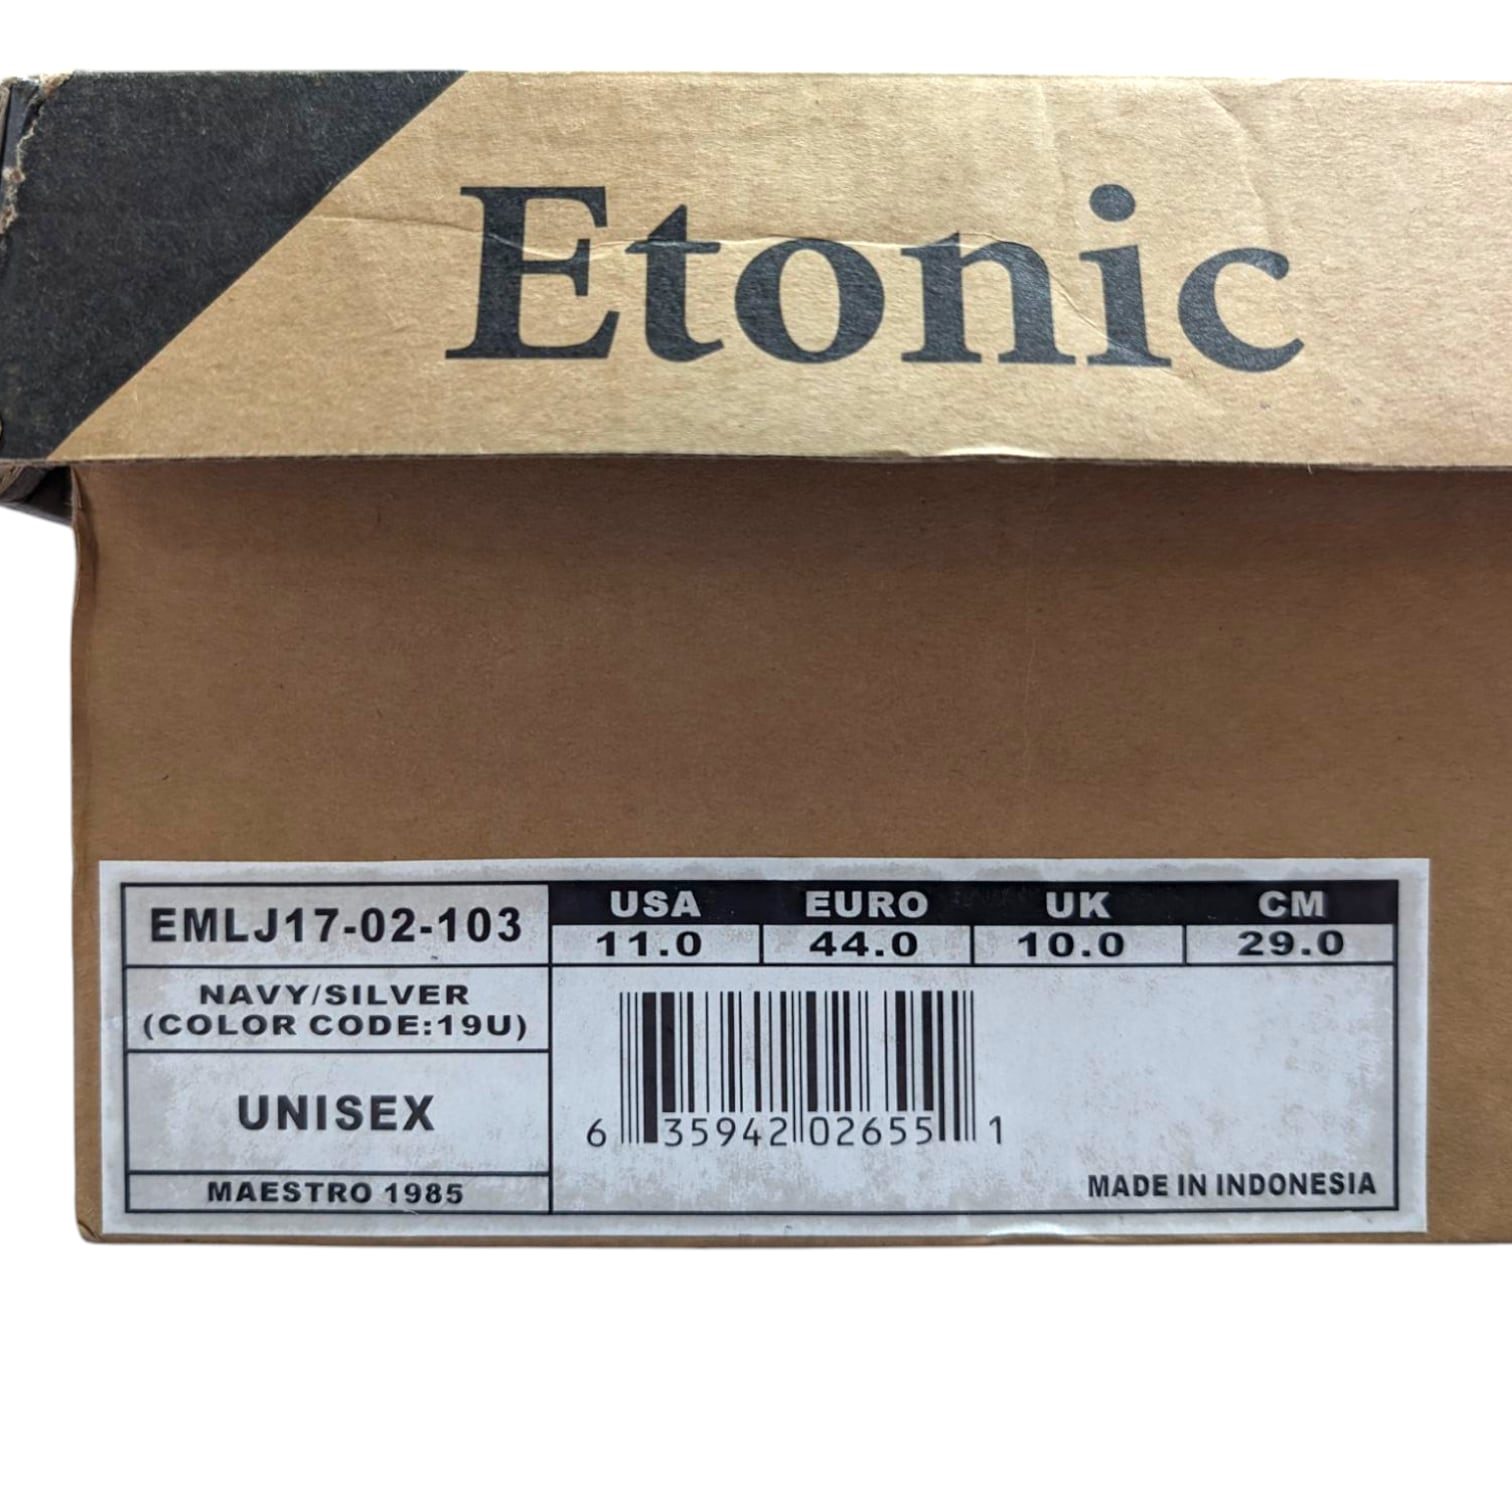 Etonic
EMLJ17-02-103
USA EURO UK CM
11.0 44.0 10.0 29.0
NAVY/SILVER
(COLOR CODE:19U)
UNISEX
6 35942 02655 1
MAESTRO 1985
MADE IN INDONESIA